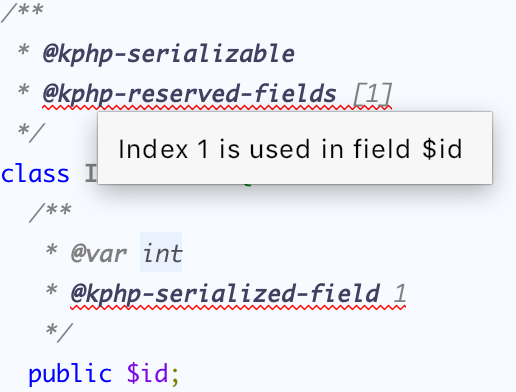 /**
* @kphp-serializable
* @kphp-reserved-fields [1]
*/
Index 1 is used in field $id
class
/**
* @var int
* @kphp-serialized-field 1
*/
public $id;